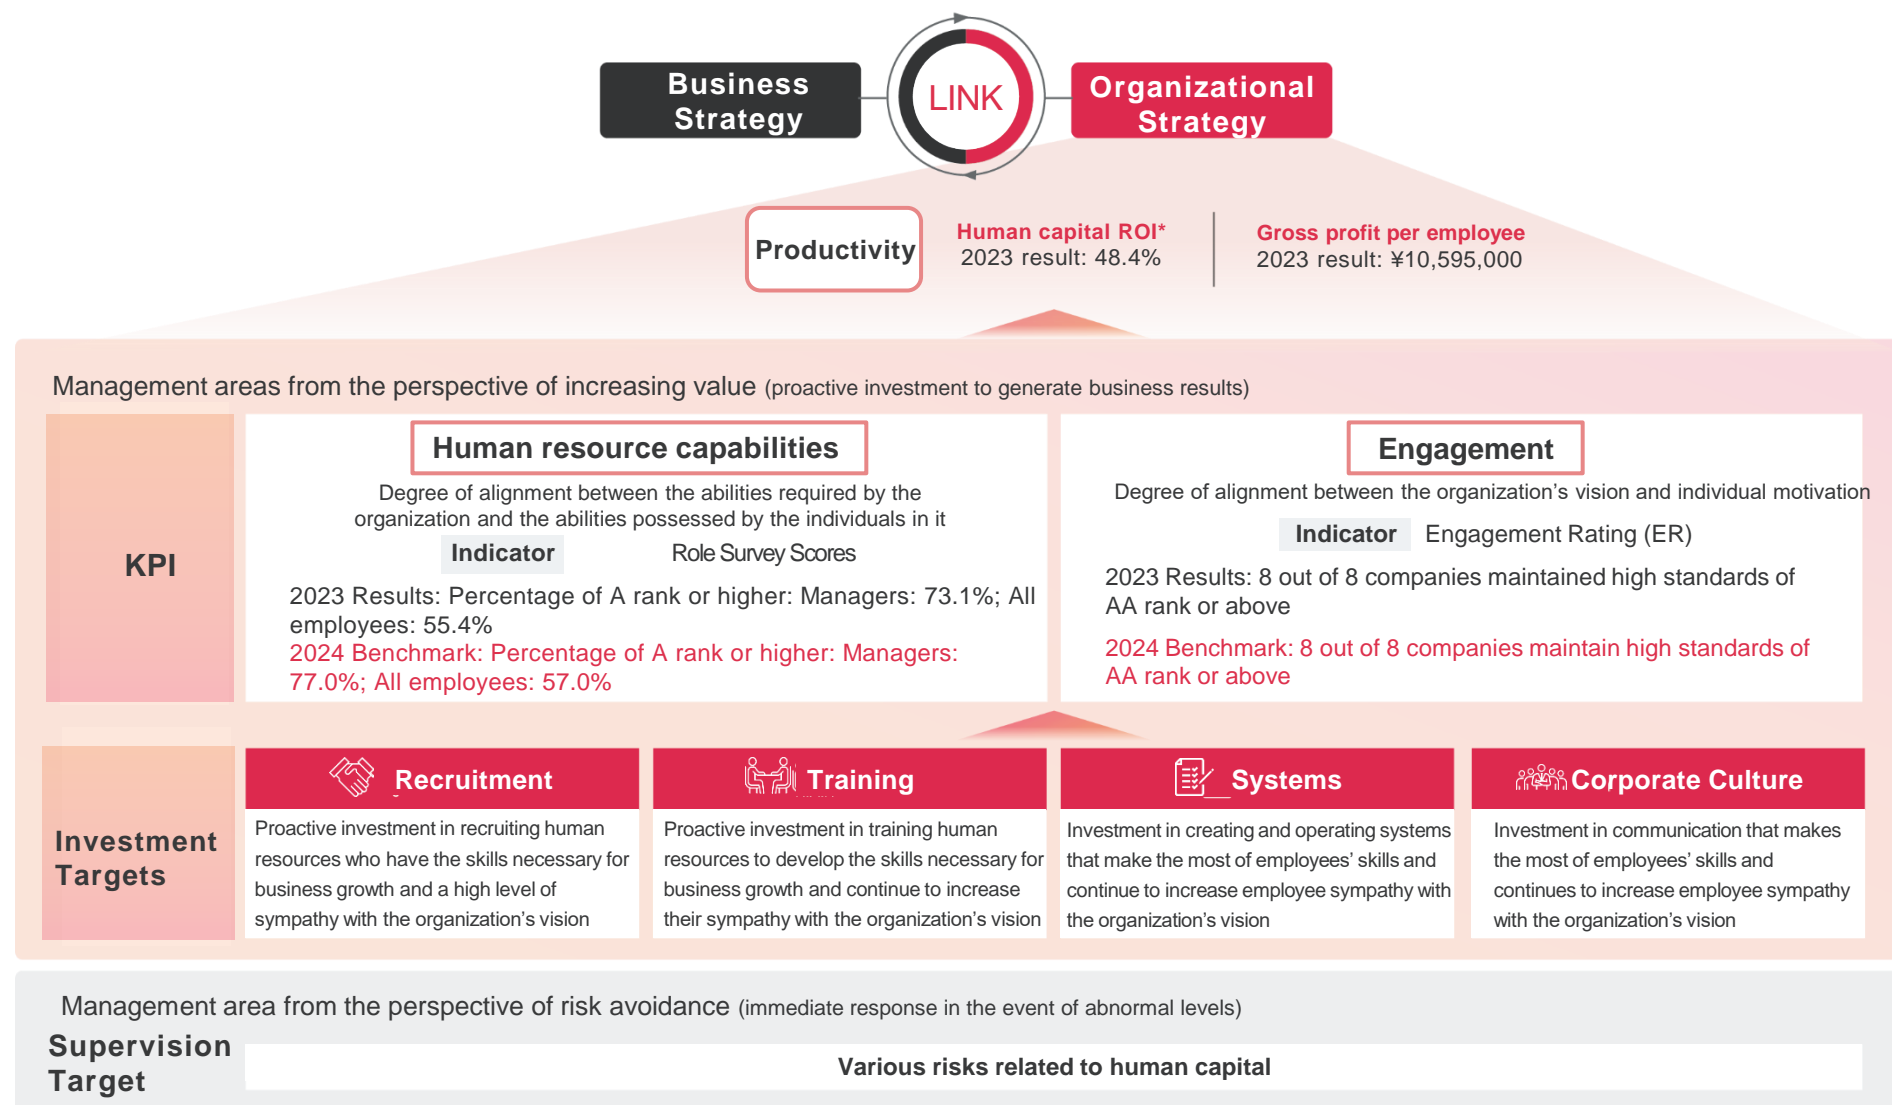 Business
Strategy
LINK
Organizational
Strategy
Productivity
Human capital ROI*
2023 result: 48.4%
Gross profit per employee
2023 result: ¥10,595,000
Management areas from the perspective of increasing value (proactive investment to generate business results)
KPI
Human resource capabilities
Degree of alignment between the abilities required by the
organization and the abilities possessed by the individuals in it
Indicator Role Survey Scores
2023 Results: Percentage of A rank or higher: Managers: 73.1%; All
employees: 55.4%
2024 Benchmark: Percentage of A rank or higher: Managers:
77.0%; All employees: 57.0%
Engagement
Degree of alignment between the organization’s vision and individual motivation
Indicator Engagement Rating (ER)
2023 Results: 8 out of 8 companies maintained high standards of
AA rank or above
2024 Benchmark: 8 out of 8 companies maintain high standards of
AA rank or above
Investment
Targets
Recruitment
Proactive investment in recruiting human
resources who have the skills necessary for
business growth and a high level of
sympathy with the organization’s vision
Training
Proactive investment in training human
resources to develop the skills necessary for
business growth and continue to increase
their sympathy with the organization’s vision
Systems
Investment in creating and operating systems
that make the most of employees’ skills and
continue to increase employee sympathy with
the organization’s vision
Corporate Culture
Investment in communication that makes
the most of employees’ skills and
continues to increase employee sympathy
with the organization’s vision
Management area from the perspective of risk avoidance (immediate response in the event of abnormal levels)
Supervision
Target
Various risks related to human capital